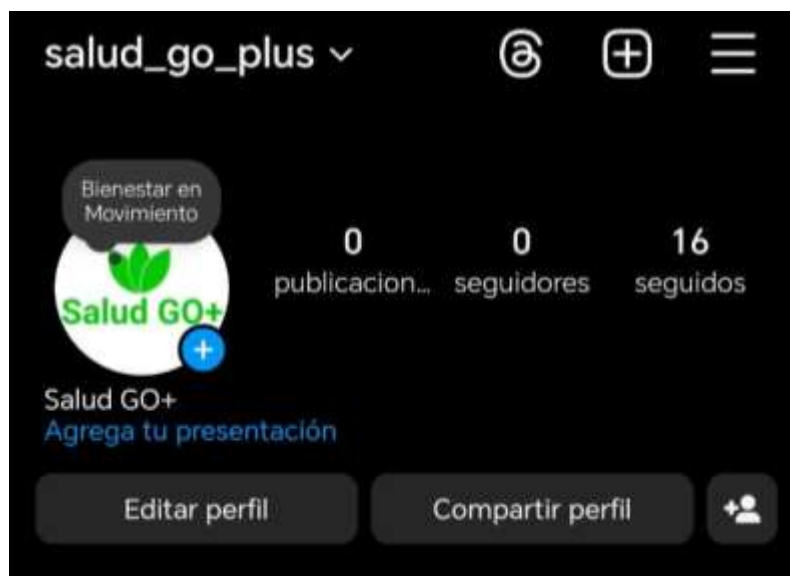 salud_go_plus
Bienestar en
Movimiento
Salud GO+
0
publicacion...
0
seguidores
16
seguidos
Salud GO+
Agrega tu presentación
Editar perfil
Compartir perfil